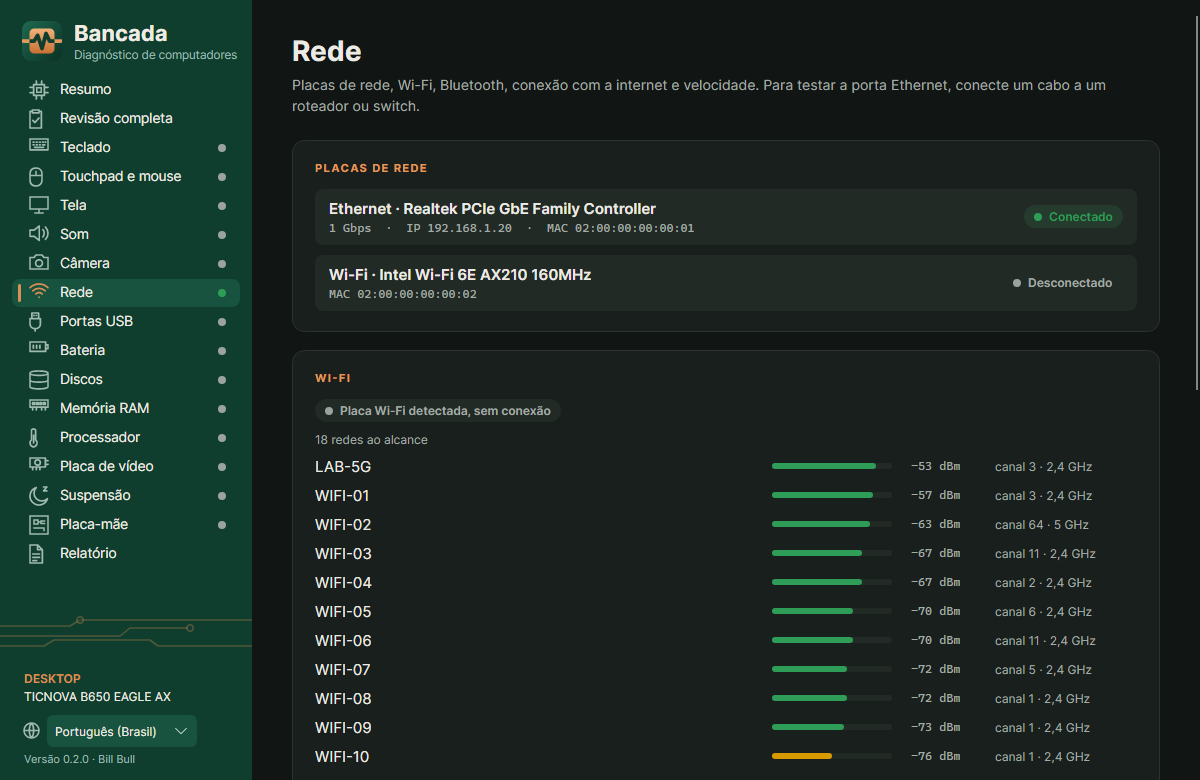 Bancada
Diagnóstico de computadores
Resumo
Revisão completa
Teclado
Touchpad e mouse
Tela
Som
Câmera
Rede
Portas USB
Bateria
Discos
Memória RAM
Processador
Placa de vídeo
Suspensão
Placa-mãe
Relatório
DESKTOP
TICNOVA B650 EAGLE AX
Português (Brasil)
Versão 0.2.0 · Bill Bull
Rede
Placas de rede, Wi-Fi, Bluetooth, conexão com a internet e velocidade. Para testar a porta Ethernet, conecte um cabo a um
roteador ou switch.
PLACAS DE REDE
Ethernet · Realtek PCIe GbE Family Controller
1 Gbps · IP 192.168.1.20 · MAC 02:00:00:00:00:01
Conectado
Wi-Fi · Intel Wi-Fi 6E AX210 160MHz
MAC 02:00:00:00:00:02
Desconectado
WI-FI
Placa Wi-Fi detectada, sem conexão
18 redes ao alcance
LAB-5G −53 dBm canal 3 · 2,4 GHz
WIFI-01 −57 dBm canal 3 · 2,4 GHz
WIFI-02 −63 dBm canal 64 · 5 GHz
WIFI-03 −67 dBm canal 11 · 2,4 GHz
WIFI-04 −67 dBm canal 2 · 2,4 GHz
WIFI-05 −70 dBm canal 6 · 2,4 GHz
WIFI-06 −70 dBm canal 11 · 2,4 GHz
WIFI-07 −72 dBm canal 5 · 2,4 GHz
WIFI-08 −72 dBm canal 1 · 2,4 GHz
WIFI-09 −73 dBm canal 1 · 2,4 GHz
WIFI-10 −76 dBm canal 1 · 2,4 GHz